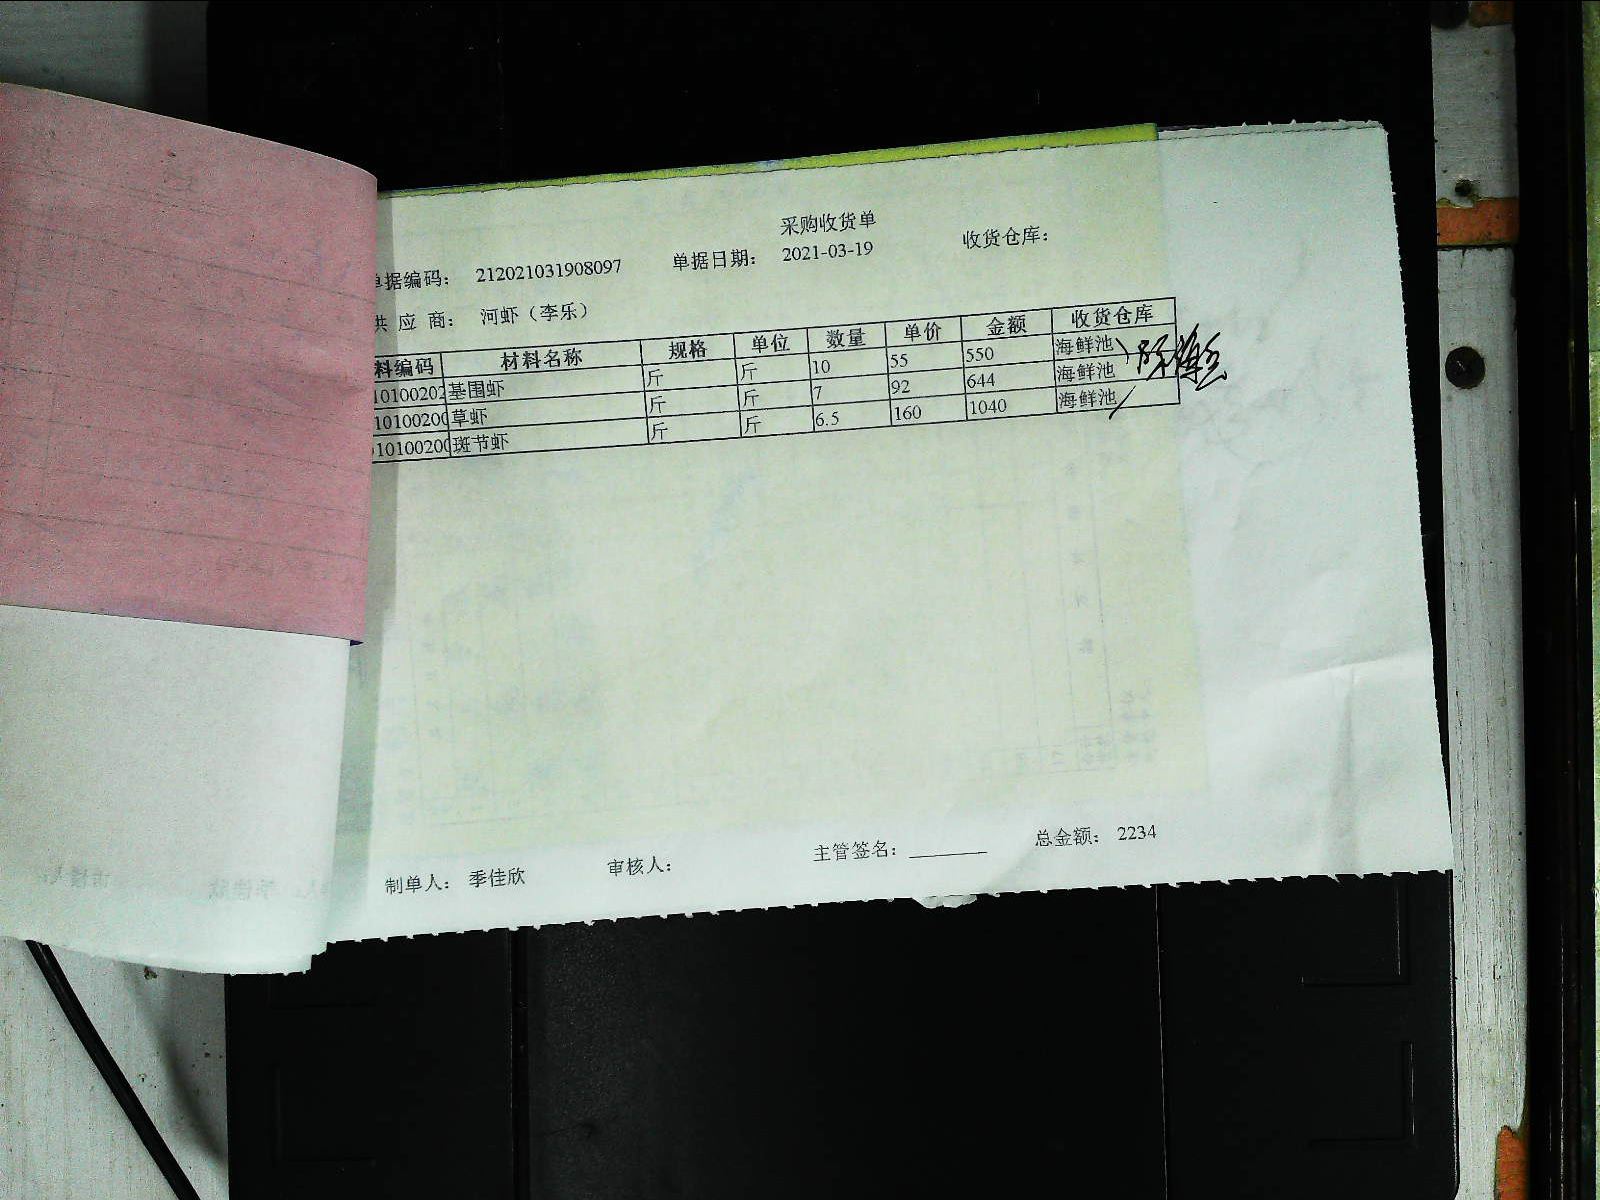 采购收货单
单据编码： 212021031908097 单据日期： 2021-03-19 收货仓库：
供 应 商： 河虾（李乐）
料编码 材料名称 规格 单位 数量 单价 金额 收货仓库
10100202 基围虾 斤 斤 10 55 550 海鲜池
10100200 草虾 斤 斤 7 92 644 海鲜池
10100200 斑节虾 斤 斤 6.5 160 1040 海鲜池
制单人： 季佳欣 审核人： 主管签名： 总金额： 2234